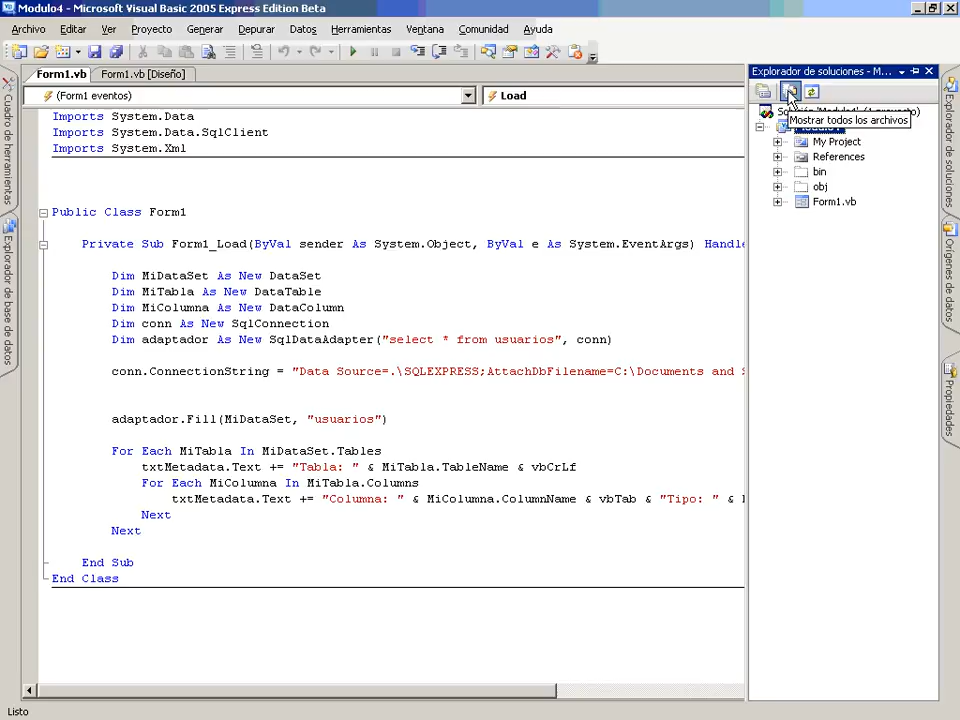 Modulo4 - Microsoft Visual Basic 2005 Express Edition Beta
Archivo Editar Ver Proyecto Generar Depurar Datos Herramientas Ventana Comunidad Ayuda
Form1.vb Form1.vb [Diseño]
(Form1 eventos) Load
Imports System.Data
Imports System.Data.SqlClient
Imports System.Xml
Public Class Form1
Private Sub Form1_Load(ByVal sender As System.Object, ByVal e As System.EventArgs) Handle
Dim MiDataSet As New DataSet
Dim MiTabla As New DataTable
Dim MiColumna As New DataColumn
Dim conn As New SqlConnection
Dim adaptador As New SqlDataAdapter("select * from usuarios", conn)
conn.ConnectionString = "Data Source=.\SQLEXPRESS;AttachDbFilename=C:\Documents and
adaptador.Fill(MiDataSet, "usuarios")
For Each MiTabla In MiDataSet.Tables
txtMetadata.Text += "Tabla: " & MiTabla.TableName & vbCrLf
For Each MiColumna In MiTabla.Columns
txtMetadata.Text += "Columna: " & MiColumna.ColumnName & vbTab & "Tipo: " &
Next
Next
End Sub
End Class
Explorador de soluciones - M...
Mostrar todos los archivos
My Project
References
bin
obj
Form1.vb
Cuadro de herramientas
Explorador de base de datos
Explorador de soluciones
Orígenes de datos
Propiedades
Listo